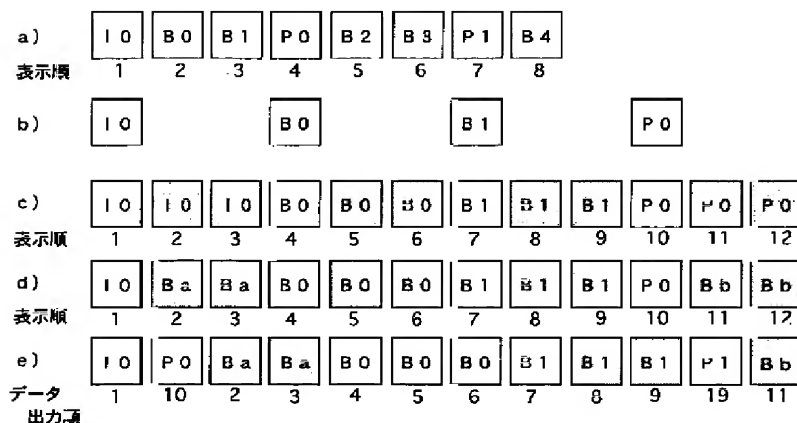 a) I0 B0 B1 P0 B2 B3 P1 B4
表示順 1 2 3 4 5 6 7 8
b) I0 B0 B1 P0
c) I0 I0 I0 B0 B0 B0 B1 B1 B1 P0 P0 P0
表示順 1 2 3 4 5 6 7 8 9 10 11 12
d) I0 Ba Ba B0 B0 B0 B1 B1 B1 P0 Bb Bb
表示順 1 2 3 4 5 6 7 8 9 10 11 12
e) I0 P0 Ba Ba B0 B0 B0 B1 B1 B1 P1 Bb
データ 1 10 2 3 4 5 6 7 8 9 19 11
出力順